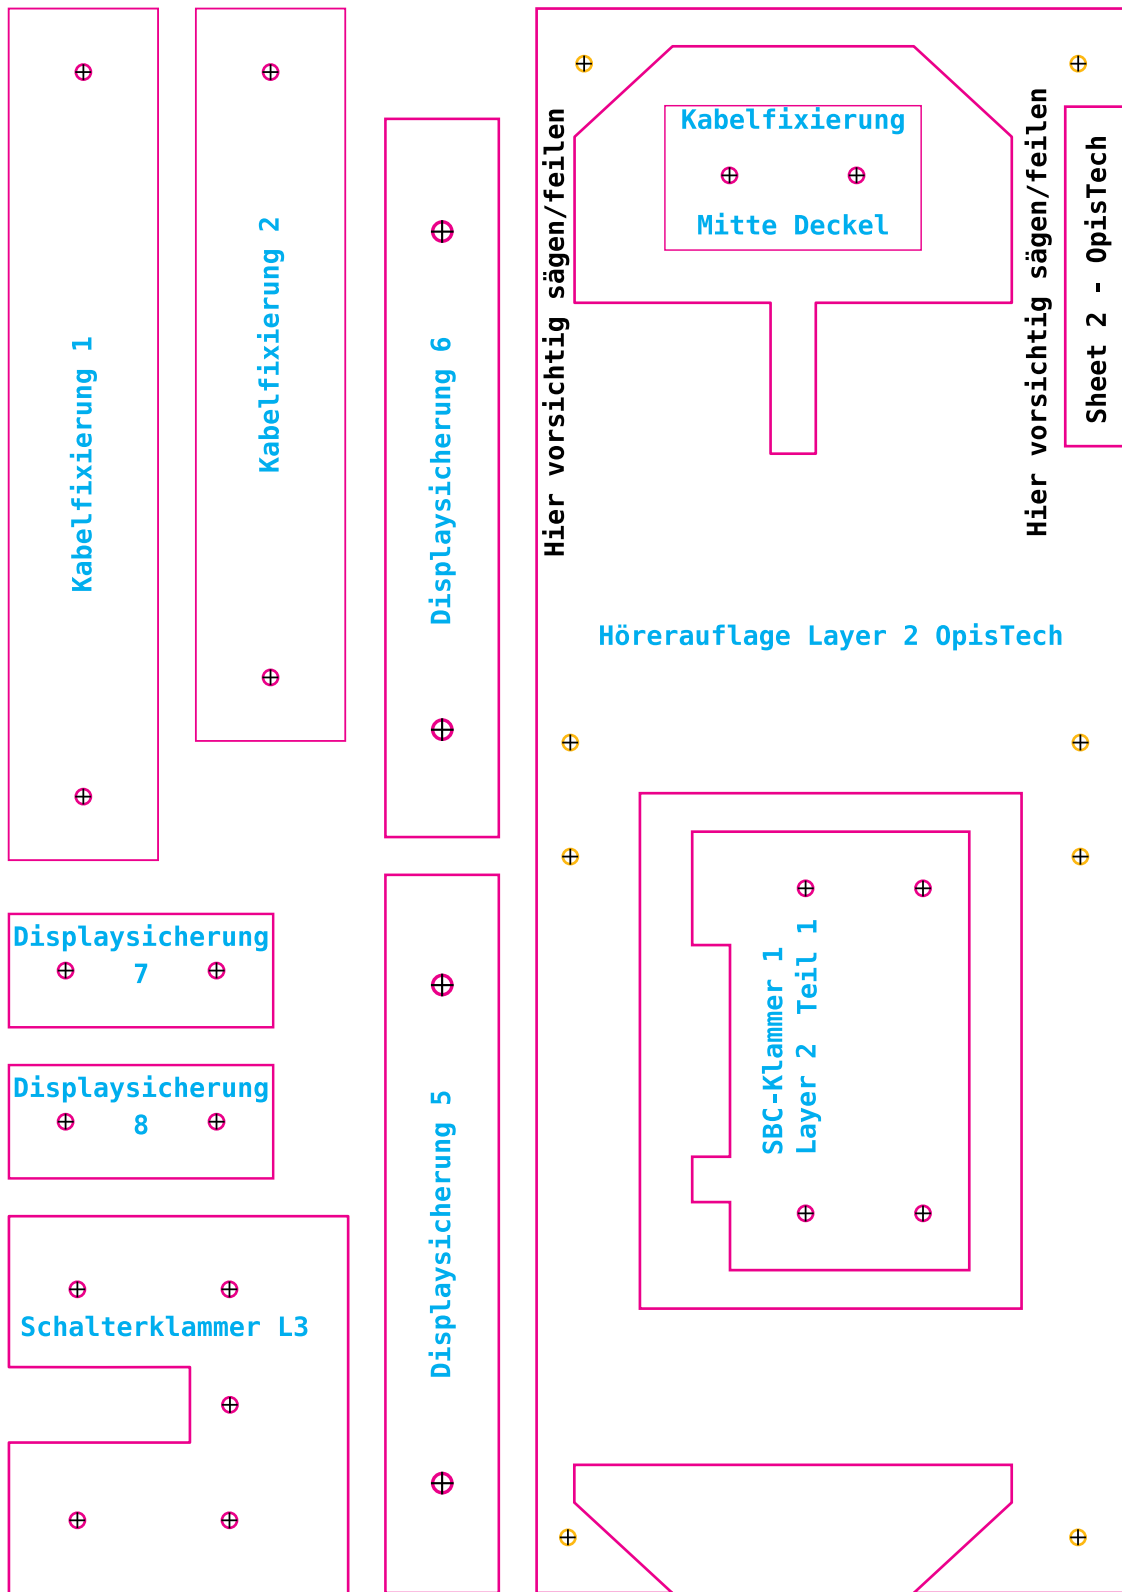 Kabelfixierung 1
Kabelfixierung 2
Displaysicherung 6
Hier vorsichtig sägen/feilen
Kabelfixierung
Mitte Deckel
Hier vorsichtig sägen/feilen
Sheet 2 - OpisTech
Hörerauflage Layer 2 OpisTech
Displaysicherung
7
Displaysicherung
8
Displaysicherung 5
SBC-Klammer 1
Layer 2 Teil 1
Schalterklammer L3